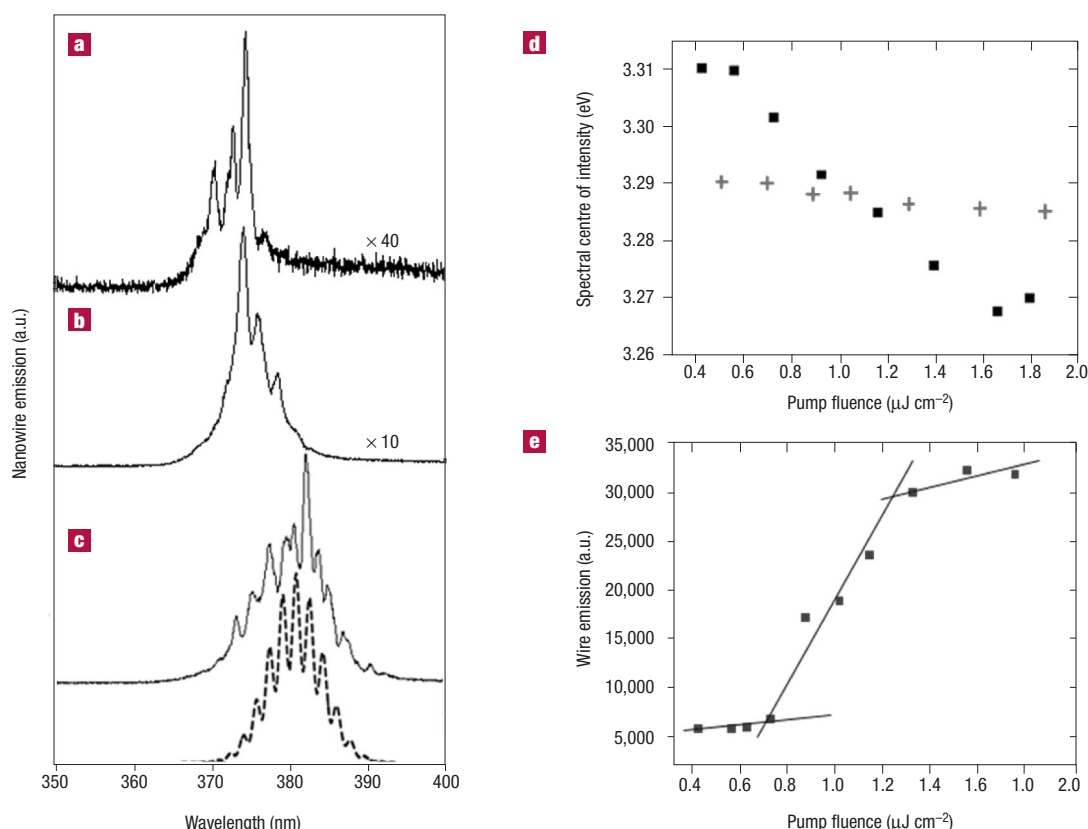 a
× 40
b
× 10
c
Nanowire emission (a.u.)
350 360 370 380 390 400
Wavelength (nm)
d
Spectral centre of intensity (eV)
3.31
3.30
3.29
3.28
3.27
3.26
0.4 0.6 0.8 1.0 1.2 1.4 1.6 1.8 2.0
Pump fluence (μJ cm⁻²)
e
Wire emission (a.u.)
35,000
30,000
25,000
20,000
15,000
10,000
5,000
0.4 0.6 0.8 1.0 1.2 1.6 1.8 2.0
Pump fluence (μJ cm⁻²)